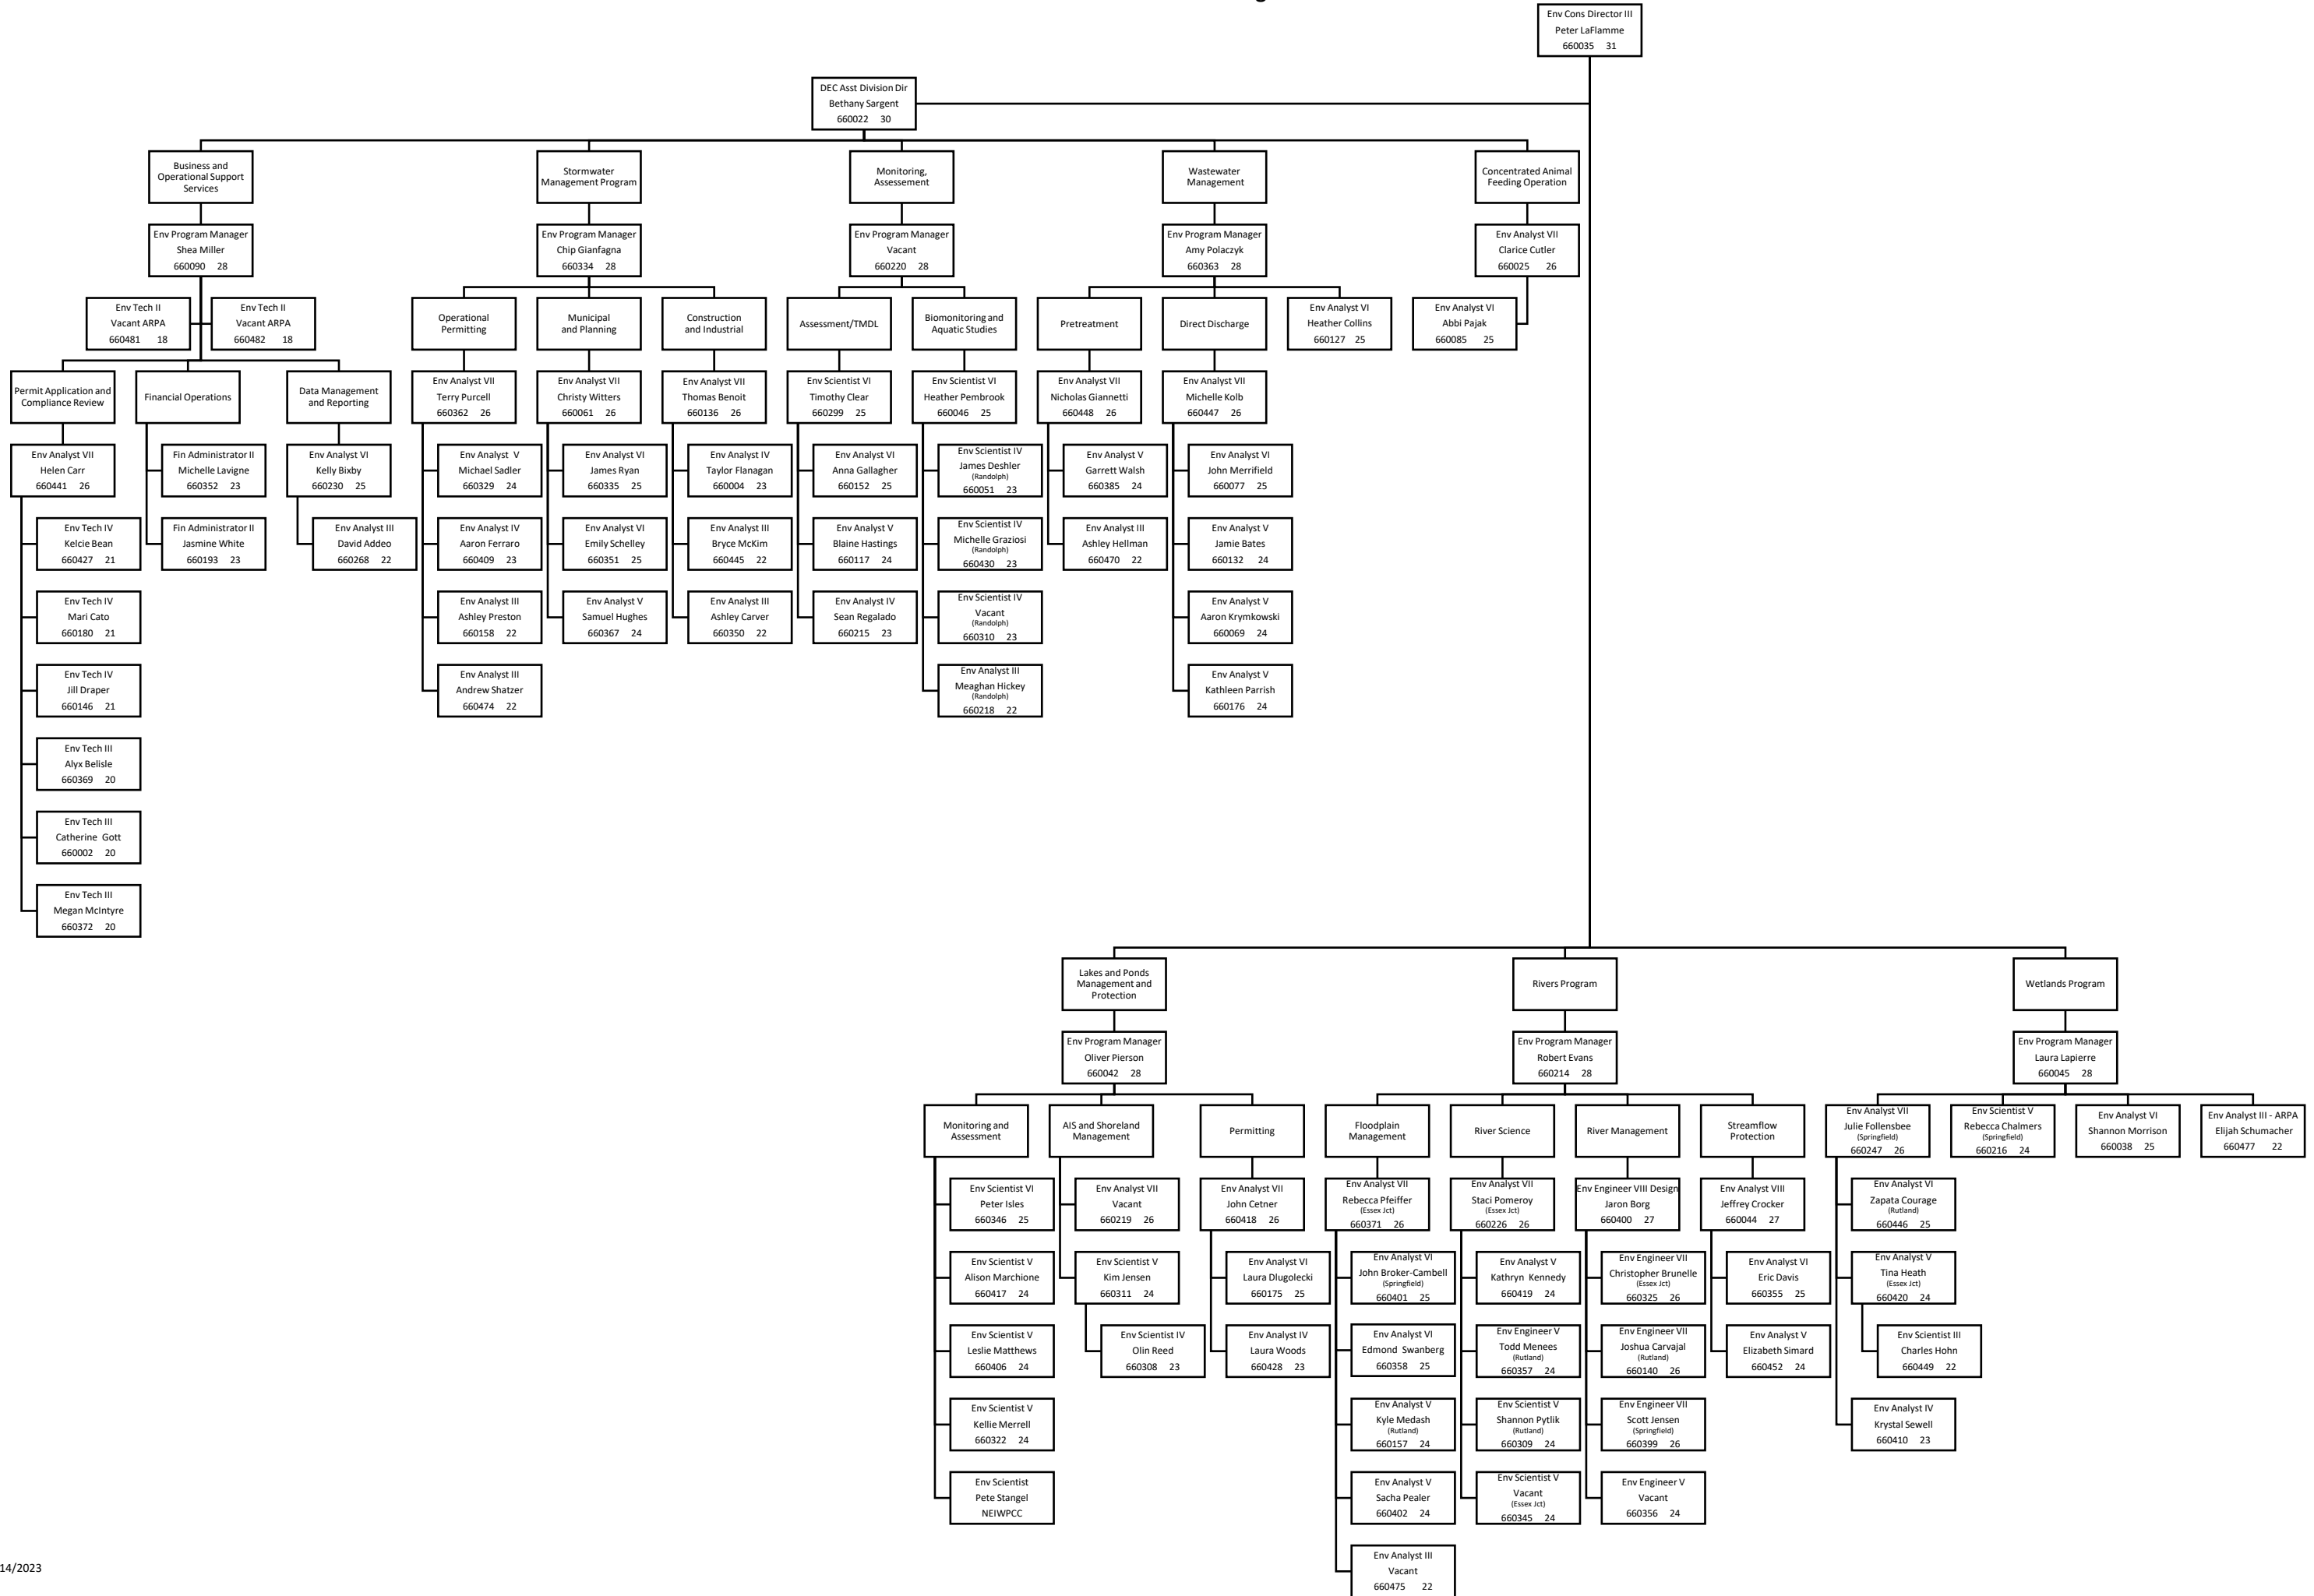 Env Cons Director III
Peter LaFlamme
660035 31
DEC Asst Division Dir
Bethany Sargent
660022 30
Business and
Operational Support
Services
Stormwater
Management Program
Monitoring,
Assessement
Wastewater
Management
Concentrated Animal
Feeding Operation
Env Program Manager
Shea Miller
660090 28
Env Program Manager
Chip Gianfagna
660334 28
Env Program Manager
Vacant
660220 28
Env Program Manager
Amy Polaczyk
660363 28
Env Analyst VII
Clarice Cutler
660025 26
Env Tech II
Vacant ARPA
660481 18
Env Tech II
Vacant ARPA
660482 18
Operational
Permitting
Municipal
and Planning
Construction
and Industrial
Assessment/TMDL
Biomonitoring and
Aquatic Studies
Pretreatment
Direct Discharge
Env Analyst VI
Heather Collins
660127 25
Env Analyst VI
Abbi Pajak
660085 25
Permit Application and
Compliance Review
Financial Operations
Data Management
and Reporting
Env Analyst VII
Terry Purcell
660362 26
Env Analyst VII
Christy Witters
660061 26
Env Analyst VII
Thomas Benoit
660136 26
Env Scientist VI
Timothy Clear
660299 25
Env Scientist VI
Heather Pembrook
660046 25
Env Analyst VII
Nicholas Giannetti
660448 26
Env Analyst VII
Michelle Kolb
660447 26
Env Analyst VII
Helen Carr
660441 26
Fin Administrator II
Michelle Lavigne
660352 23
Env Analyst VI
Kelly Bixby
660230 25
Env Analyst V
Michael Sadler
660329 24
Env Analyst VI
James Ryan
660335 25
Env Analyst IV
Taylor Flanagan
660004 23
Env Analyst VI
Anna Gallagher
660152 25
Env Scientist IV
James Deshler
(Randolph)
660051 23
Env Analyst V
Garrett Walsh
660385 24
Env Analyst VI
John Merrifield
660077 25
Env Tech IV
Kelcie Bean
660427 21
Fin Administrator II
Jasmine White
660193 23
Env Analyst III
David Addeo
660268 22
Env Analyst IV
Aaron Ferraro
660409 23
Env Analyst VI
Emily Schelley
660351 25
Env Analyst III
Bryce McKim
660445 22
Env Analyst V
Blaine Hastings
660117 24
Env Scientist IV
Michelle Graziosi
(Randolph)
660430 23
Env Analyst III
Ashley Hellman
660470 22
Env Analyst V
Jamie Bates
660132 24
Env Tech IV
Mari Cato
660180 21
Env Analyst III
Ashley Preston
660158 22
Env Analyst V
Samuel Hughes
660367 24
Env Analyst III
Ashley Carver
660350 22
Env Analyst IV
Sean Regalado
660215 23
Env Scientist IV
Vacant
(Randolph)
660310 23
Env Analyst V
Aaron Krymkowski
660069 24
Env Tech IV
Jill Draper
660146 21
Env Analyst III
Andrew Shatzer
660474 22
Env Analyst III
Meaghan Hickey
(Randolph)
660218 22
Env Analyst V
Kathleen Parrish
660176 24
Env Tech III
Alyx Belisle
660369 20
Env Tech III
Catherine Gott
660002 20
Env Tech III
Megan McIntyre
660372 20
Lakes and Ponds
Management and
Protection
Rivers Program
Wetlands Program
Env Program Manager
Oliver Pierson
660042 28
Env Program Manager
Robert Evans
660214 28
Env Program Manager
Laura Lapierre
660045 28
Monitoring and
Assessment
AIS and Shoreland
Management
Permitting
Floodplain
Management
River Science
River Management
Streamflow
Protection
Env Analyst VII
Julie Follensbee
(Springfield)
660247 26
Env Scientist V
Rebecca Chalmers
(Springfield)
660216 24
Env Analyst VI
Shannon Morrison
660038 25
Env Analyst III - ARPA
Elijah Schumacher
660477 22
Env Scientist VI
Peter Isles
660346 25
Env Analyst VII
Vacant
660219 26
Env Analyst VII
John Cetner
660418 26
Env Analyst VII
Rebecca Pfeiffer
(Essex Jct)
660371 26
Env Analyst VII
Staci Pomeroy
(Essex Jct)
660226 26
Env Engineer VIII Design
Jaron Borg
660400 27
Env Analyst VIII
Jeffrey Crocker
660044 27
Env Analyst VI
Zapata Courage
(Rutland)
660446 25
Env Scientist V
Alison Marchione
660417 24
Env Scientist V
Kim Jensen
660311 24
Env Analyst VI
Laura Dlugolecki
660175 25
Env Analyst VI
John Broker-Cambell
(Springfield)
660401 25
Env Analyst V
Kathryn Kennedy
660419 24
Env Engineer VII
Christopher Brunelle
(Essex Jct)
660325 26
Env Analyst VI
Eric Davis
660355 25
Env Analyst V
Tina Heath
(Essex Jct)
660420 24
Env Scientist V
Leslie Matthews
660406 24
Env Scientist IV
Olin Reed
660308 23
Env Analyst IV
Laura Woods
660428 23
Env Analyst VI
Edmond Swanberg
660358 25
Env Engineer V
Todd Menees
(Rutland)
660357 24
Env Engineer VII
Joshua Carvajal
(Rutland)
660140 26
Env Analyst V
Elizabeth Simard
660452 24
Env Scientist III
Charles Hohn
660449 22
Env Scientist V
Kellie Merrell
660322 24
Env Analyst V
Kyle Medash
(Rutland)
660157 24
Env Scientist V
Shannon Pytlik
(Rutland)
660309 24
Env Engineer VII
Scott Jensen
(Springfield)
660399 26
Env Analyst IV
Krystal Sewell
660410 23
Env Scientist
Pete Stangel
NEIWPCC
Env Analyst V
Sacha Pealer
660402 24
Env Scientist V
Vacant
(Essex Jct)
660345 24
Env Engineer V
Vacant
660356 24
Env Analyst III
Vacant
660475 22
14/2023